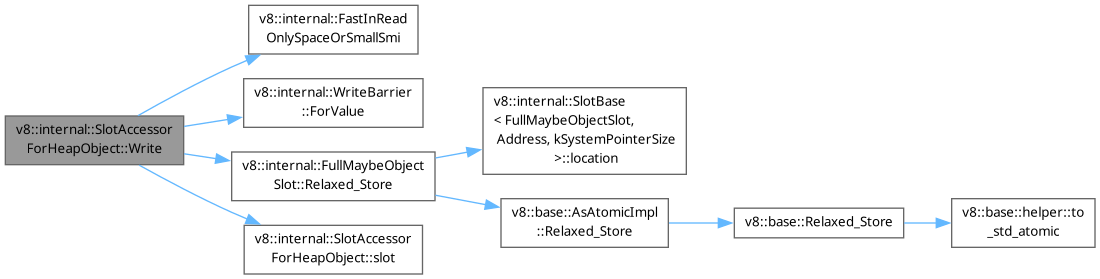 v8::internal::SlotAccessor
ForHeapObject::Write
v8::internal::FastInRead
OnlySpaceOrSmallSmi
v8::internal::WriteBarrier
::ForValue
v8::internal::FullMaybeObject
Slot::Relaxed_Store
v8::internal::SlotAccessor
ForHeapObject::slot
v8::internal::SlotBase
< FullMaybeObjectSlot,
 Address, kSystemPointerSize
 >::location
v8::base::AsAtomicImpl
::Relaxed_Store
v8::base::Relaxed_Store
v8::base::helper::to
_std_atomic